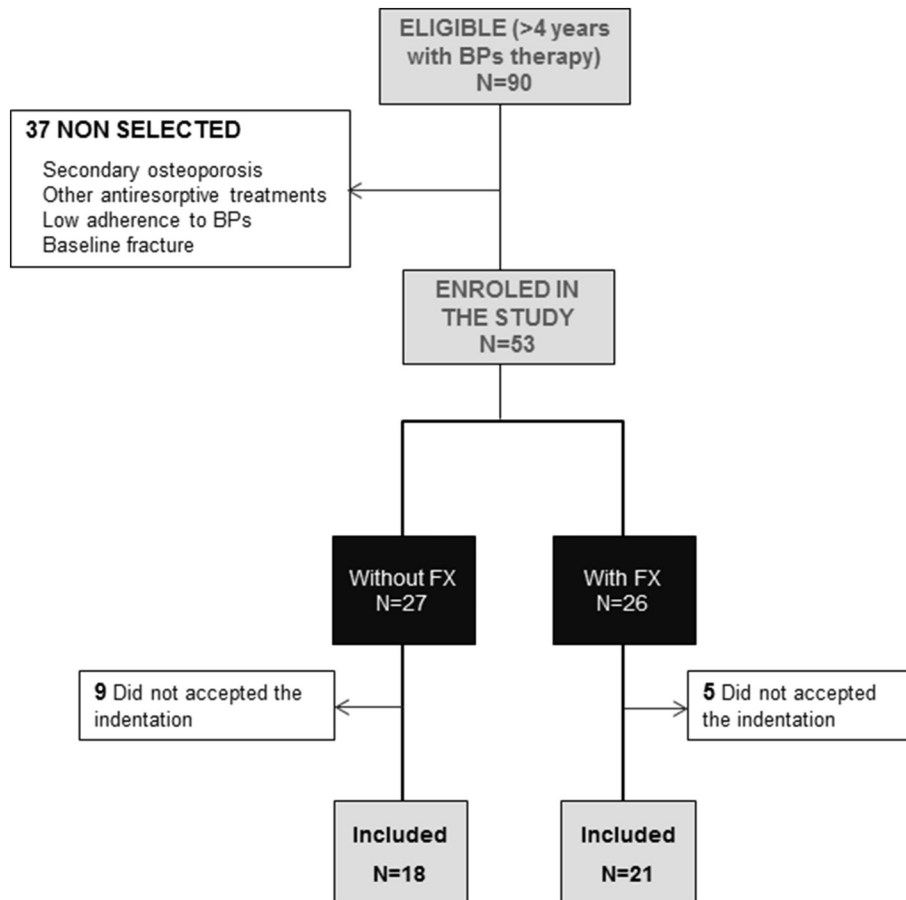 ELIGIBLE (>4 years
with BPs therapy)
N=90
37 NON SELECTED
Secondary osteoporosis
Other antiresorptive treatments
Low adherence to BPs
Baseline fracture
ENROLED IN
THE STUDY
N=53
Without FX
N=27
With FX
N=26
9 Did not accepted the
indentation
5 Did not accepted
the indentation
Included
N=18
Included
N=21